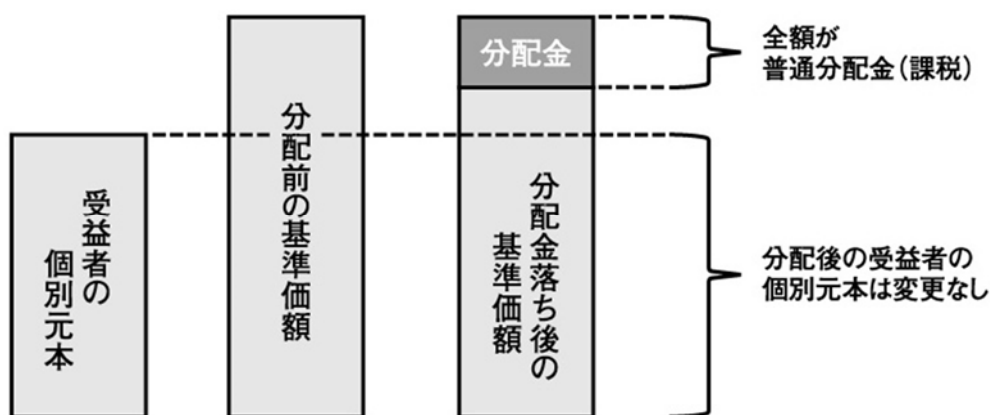 受益者の
個別元本
分配前の基準価額
分配金
分配金落ち後の
基準価額
全額が
普通分配金（課税）
分配後の受益者の
個別元本は変更なし